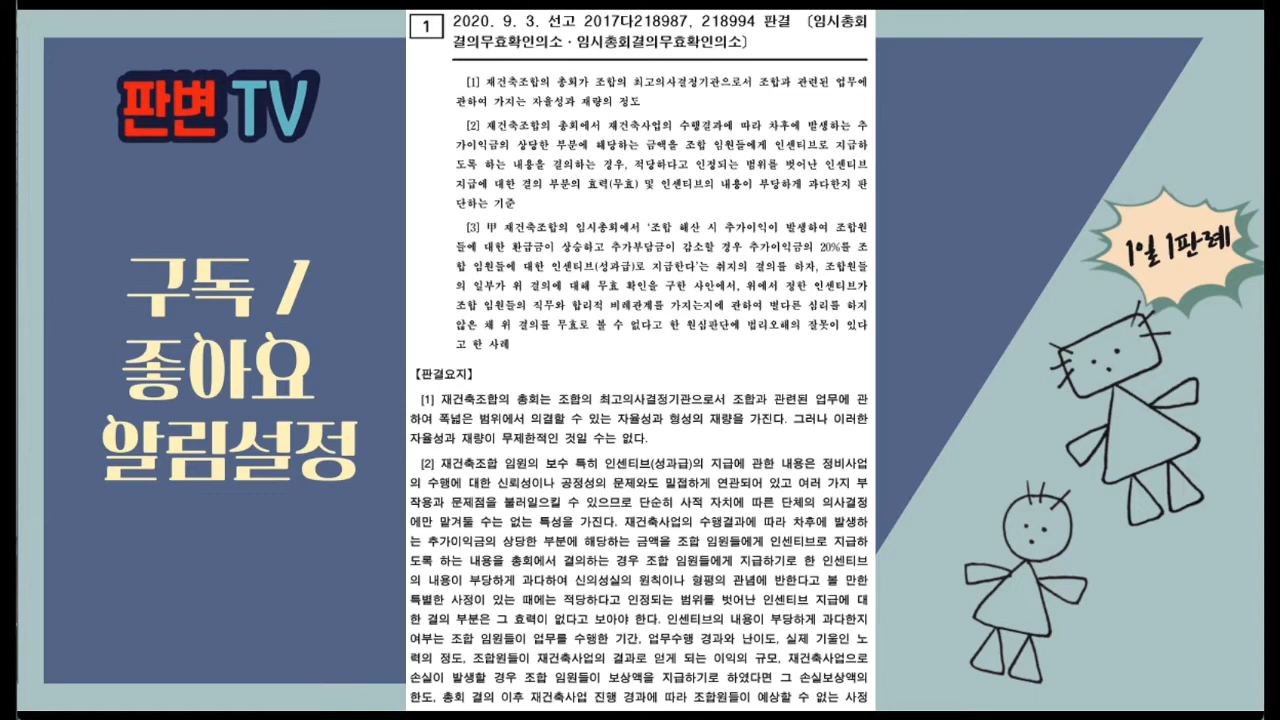 판변 TV
구독 /
좋아요
알림설정
1 2020. 9. 3. 선고 2017다218987, 218994 판결 〔임시총회
결의무효확인의소·임시총회결의무효확인의소〕
[1] 재건축조합의 총회가 조합의 최고의사결정기관으로서 조합과 관련된 업무에
관하여 가지는 자율성과 재량의 정도
[2] 재건축조합의 총회에서 재건축사업의 수행결과에 따라 차후에 발생하는 추
가이익금의 상당한 부분에 해당하는 금액을 조합 임원들에게 인센티브로 지급하
도록 하는 내용을 결의하는 경우, 적당하다고 인정되는 범위를 벗어난 인센티브
지급에 대한 결의 부분의 효력(무효) 및 인센티브의 내용이 부당하게 과다한지 판
단하는 기준
[3] 甲 재건축조합의 임시총회에서 ‘조합 해산 시 추가이익이 발생하여 조합원
들에 대한 환급금이 상승하고 추가부담금이 감소할 경우 추가이익금의 20%를 조
합 임원들에 대한 인센티브(성과급)로 지급한다’는 취지의 결의를 하자, 조합원들
의 일부가 위 결의에 대해 무효 확인을 구한 사안에서, 위에서 정한 인센티브가
조합 임원들의 직무와 합리적 비례관계를 가지는지에 관하여 별다른 심리를 하지
않은 채 위 결의를 무효로 볼 수 없다고 한 원심판단에 법리오해의 잘못이 있다
고 한 사례
【판결요지】
[1] 재건축조합의 총회는 조합의 최고의사결정기관으로서 조합과 관련된 업무에 관
하여 폭넓은 범위에서 의결할 수 있는 자율성과 형성의 재량을 가진다. 그러나 이러한
자율성과 재량이 무제한적인 것일 수는 없다.
[2] 재건축조합 임원의 보수 특히 인센티브(성과급)의 지급에 관한 내용은 정비사업
의 수행에 대한 신뢰성이나 공정성의 문제와도 밀접하게 연관되어 있고 여러 가지 부
작용과 문제점을 불러일으킬 수 있으므로 단순히 사적 자치에 따른 단체의 의사결정
에만 맡겨둘 수는 없는 특성을 가진다. 재건축사업의 수행결과에 따라 차후에 발생하
는 추가이익금의 상당한 부분에 해당하는 금액을 조합 임원들에게 인센티브로 지급하
도록 하는 내용을 총회에서 결의하는 경우 조합 임원들에게 지급하기로 한 인센티브
의 내용이 부당하게 과다하여 신의성실의 원칙이나 형평의 관념에 반한다고 볼 만한
특별한 사정이 있는 때에는 적당하다고 인정되는 범위를 벗어난 인센티브 지급에 대
한 결의 부분은 그 효력이 없다고 보아야 한다. 인센티브의 내용이 부당하게 과다한지
여부는 조합 임원들이 업무를 수행한 기간, 업무수행 경과와 난이도, 실제 기울인 노
력의 정도, 조합원들이 재건축사업의 결과로 얻게 되는 이익의 규모, 재건축사업으로
손실이 발생할 경우 조합 임원들이 보상액을 지급하기로 하였다면 그 손실보상액의
한도, 총회 결의 이후 재건축사업 진행 경과에 따라 조합원들이 예상할 수 없는 사정
1일 1판례